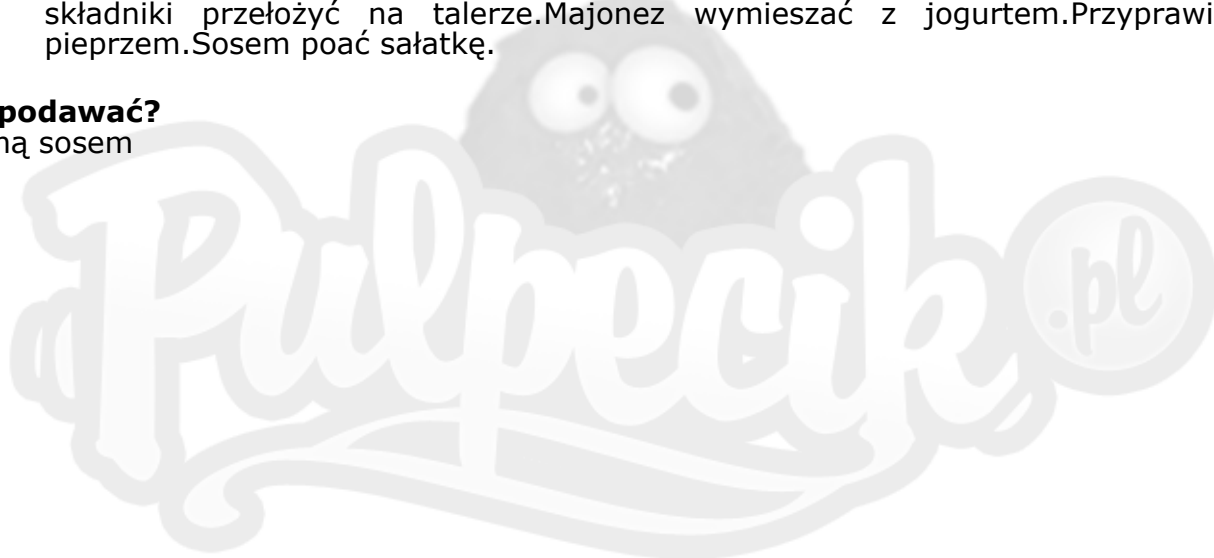 składniki przełożyć na talerze.Majonez wymieszać z jogurtem.Przyprawi
pieprzem.Sosem poać sałatkę.
podawać?
ną sosem
Pulpecik .pl